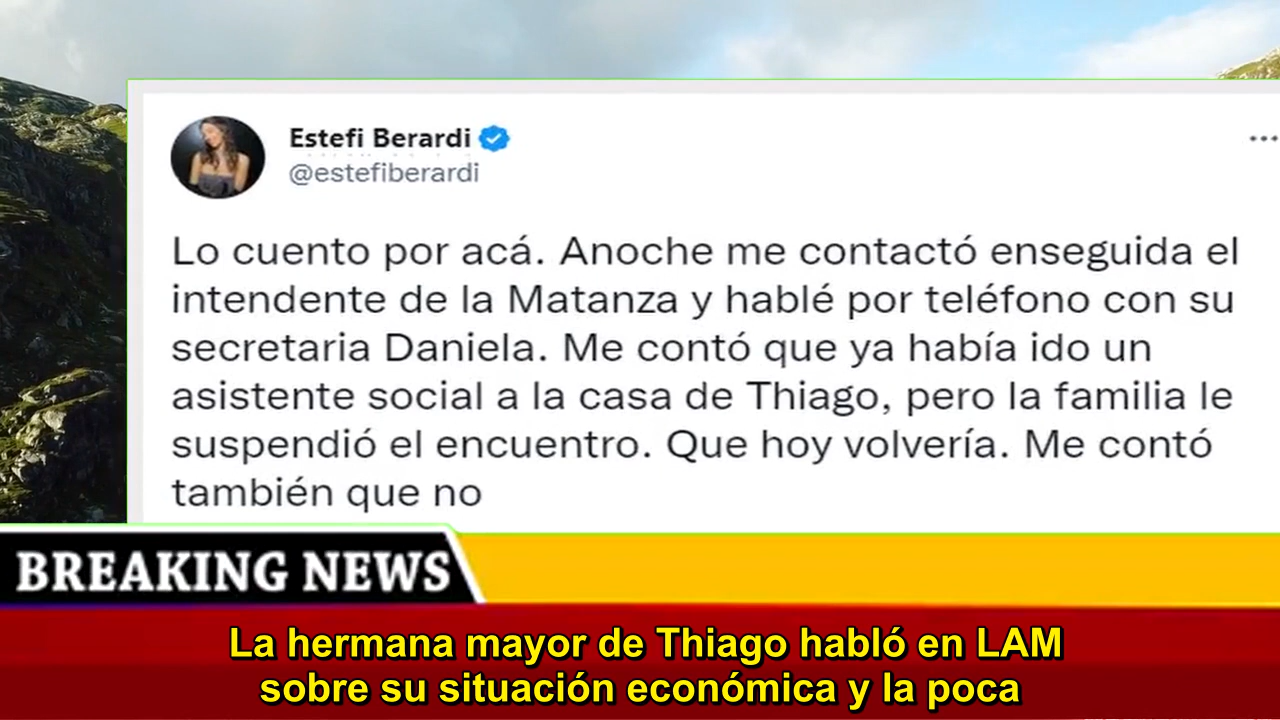 Estefi Berardi
@estefiberardi
Lo cuento por acá. Anoche me contactó enseguida el
intendente de la Matanza y hablé por teléfono con su
secretaria Daniela. Me contó que ya había ido un
asistente social a la casa de Thiago, pero la familia le
suspendió el encuentro. Que hoy volvería. Me contó
también que no
BREAKING NEWS
La hermana mayor de Thiago habló en LAM
sobre su situación económica y la poca